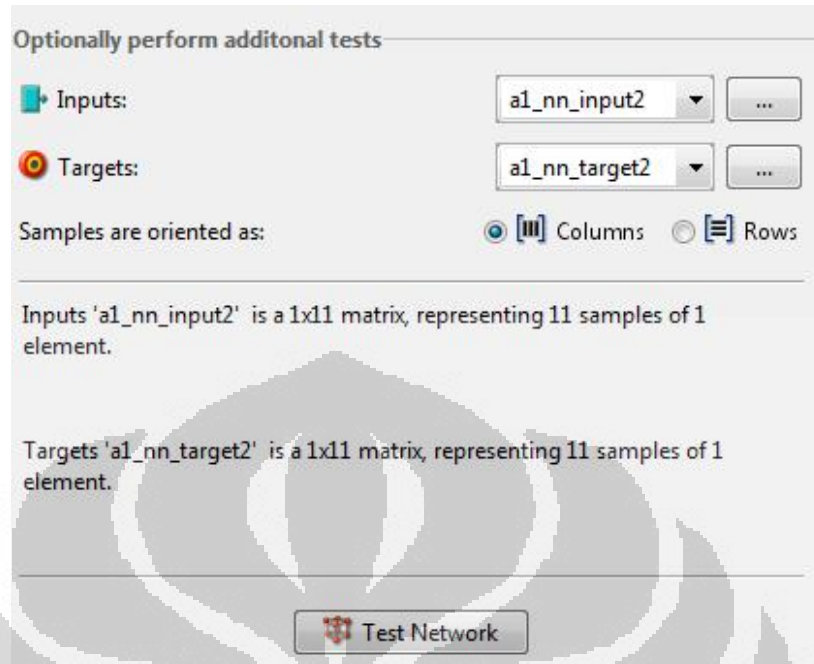 Optionally perform additonal tests
Inputs: a1_nn_input2 ...
Targets: a1_nn_target2 ...
Samples are oriented as: Columns Rows
Inputs 'a1_nn_input2' is a 1x11 matrix, representing 11 samples of 1
element.
Targets 'a1_nn_target2' is a 1x11 matrix, representing 11 samples of 1
element.
Test Network